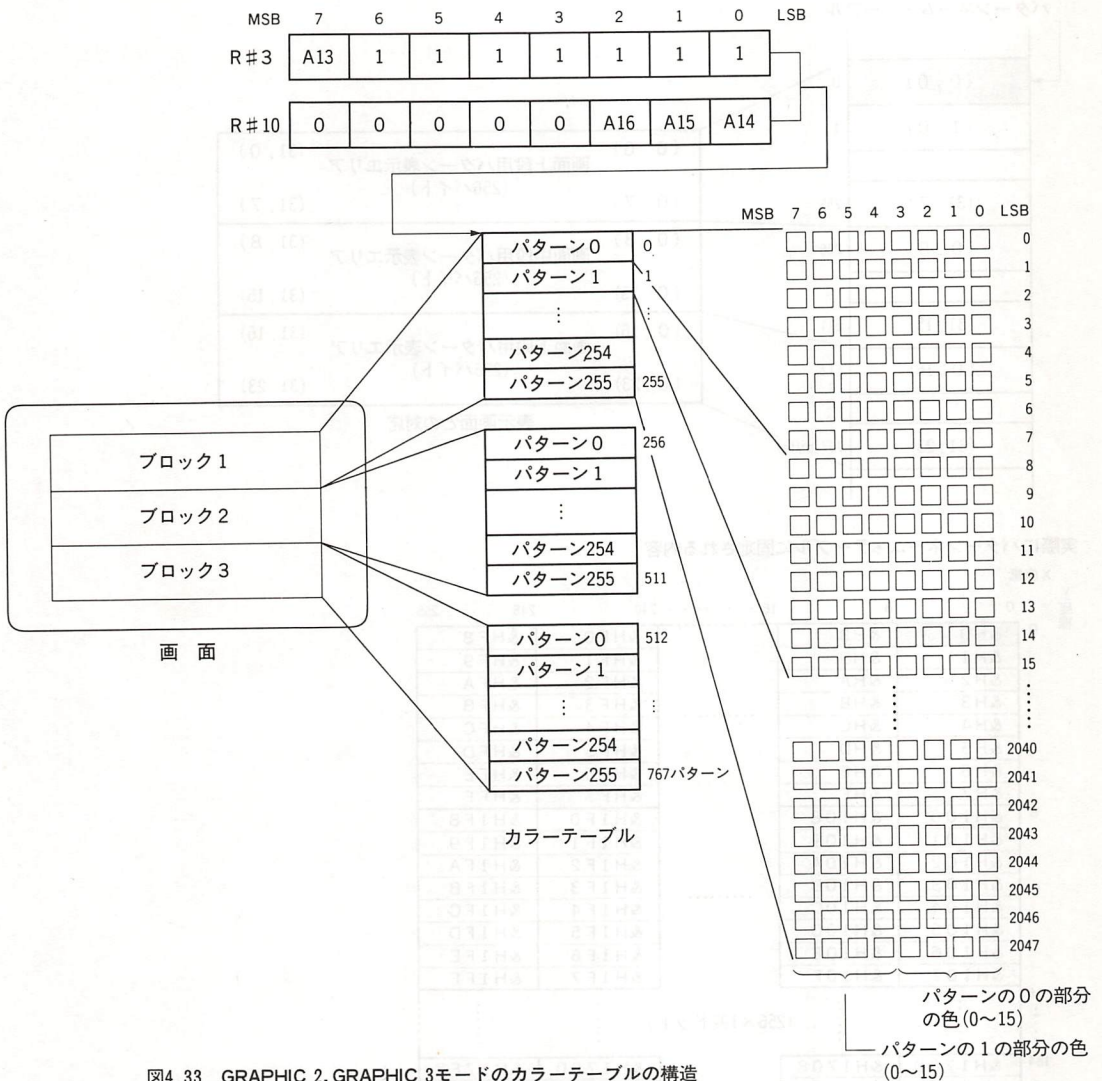 MSB 7 6 5 4 3 2 1 0 LSB
R#3 A13 1 1 1 1 1 1 1
R#10 0 0 0 0 0 A16 A15 A14
MSB 7 6 5 4 3 2 1 0 LSB
パターン0 0
パターン1 1
⋮ ⋮
パターン254
パターン255 255
パターン0 256
パターン1
⋮
パターン254
パターン255 511
パターン0 512
パターン1
⋮ ⋮
パターン254
パターン255 767パターン
カラーテーブル
ブロック1
ブロック2
ブロック3
画 面
0
1
2
3
4
5
6
7
8
9
10
11
12
13
14
15
2040
2041
2042
2043
2044
2045
2046
2047
パターンの0の部分
の色(0~15)
パターンの1の部分の色
(0~15)
図4.33 GRAPHIC 2, GRAPHIC 3モードのカラーテーブルの構造